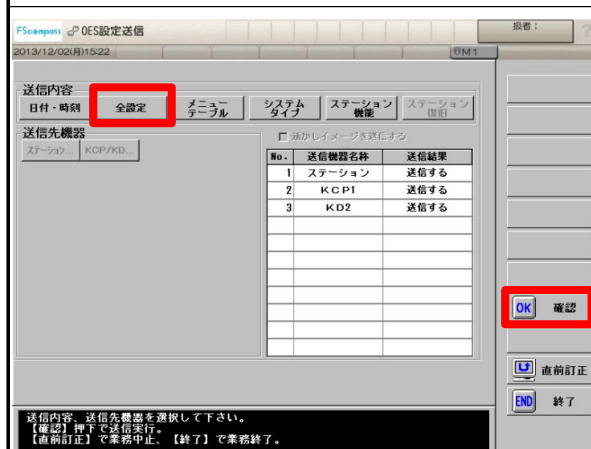 FScompass OES設定送信
扱者：
?
2013/12/02(月)15:22
UM1
送信内容
日付・時刻
全設定
メニューテーブル
システムタイプ
ステーション機能
ステーション復旧
送信先機器
ステーション... KCP/KD...
透かしイメージを送信する
No. 送信機器名称 送信結果
1 ステーション 送信する
2 KCP1 送信する
3 KD2 送信する
OK 確認
直前訂正
END 終了
送信内容、送信先機器を選択して下さい。
【確認】押下で送信実行。
【直前訂正】で業務中止、【終了】で業務終了。